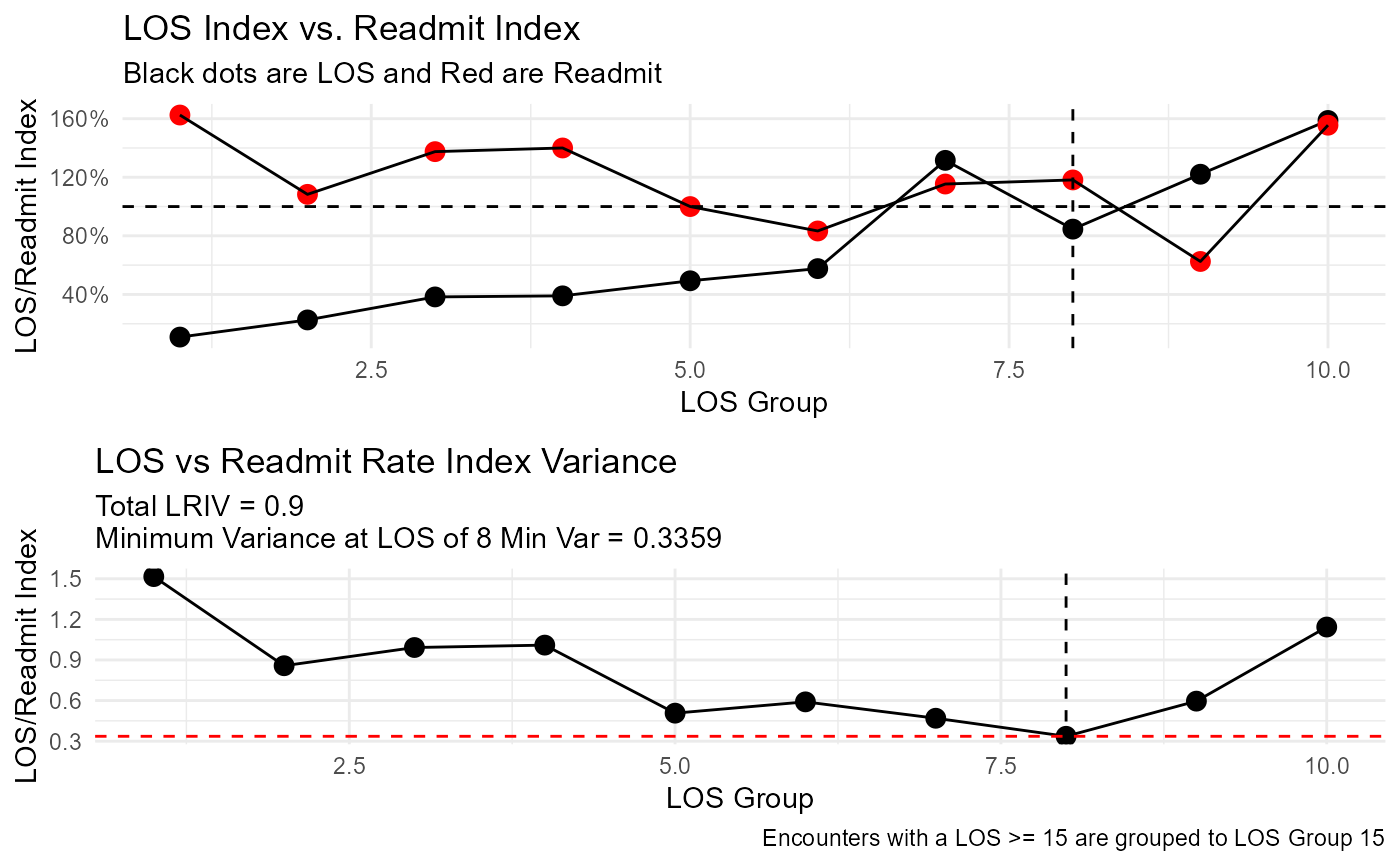 LOS Index vs. Readmit Index
Black dots are LOS and Red are Readmit
LOS/Readmit Index
160%
120%
80%
40%
2.5 5.0 7.5 10.0
LOS Group
LOS vs Readmit Rate Index Variance
Total LRIV = 0.9
Minimum Variance at LOS of 8 Min Var = 0.3359
LOS/Readmit Index
1.5
1.2
0.9
0.6
0.3
2.5 5.0 7.5 10.0
LOS Group
Encounters with a LOS >= 15 are grouped to LOS Group 15